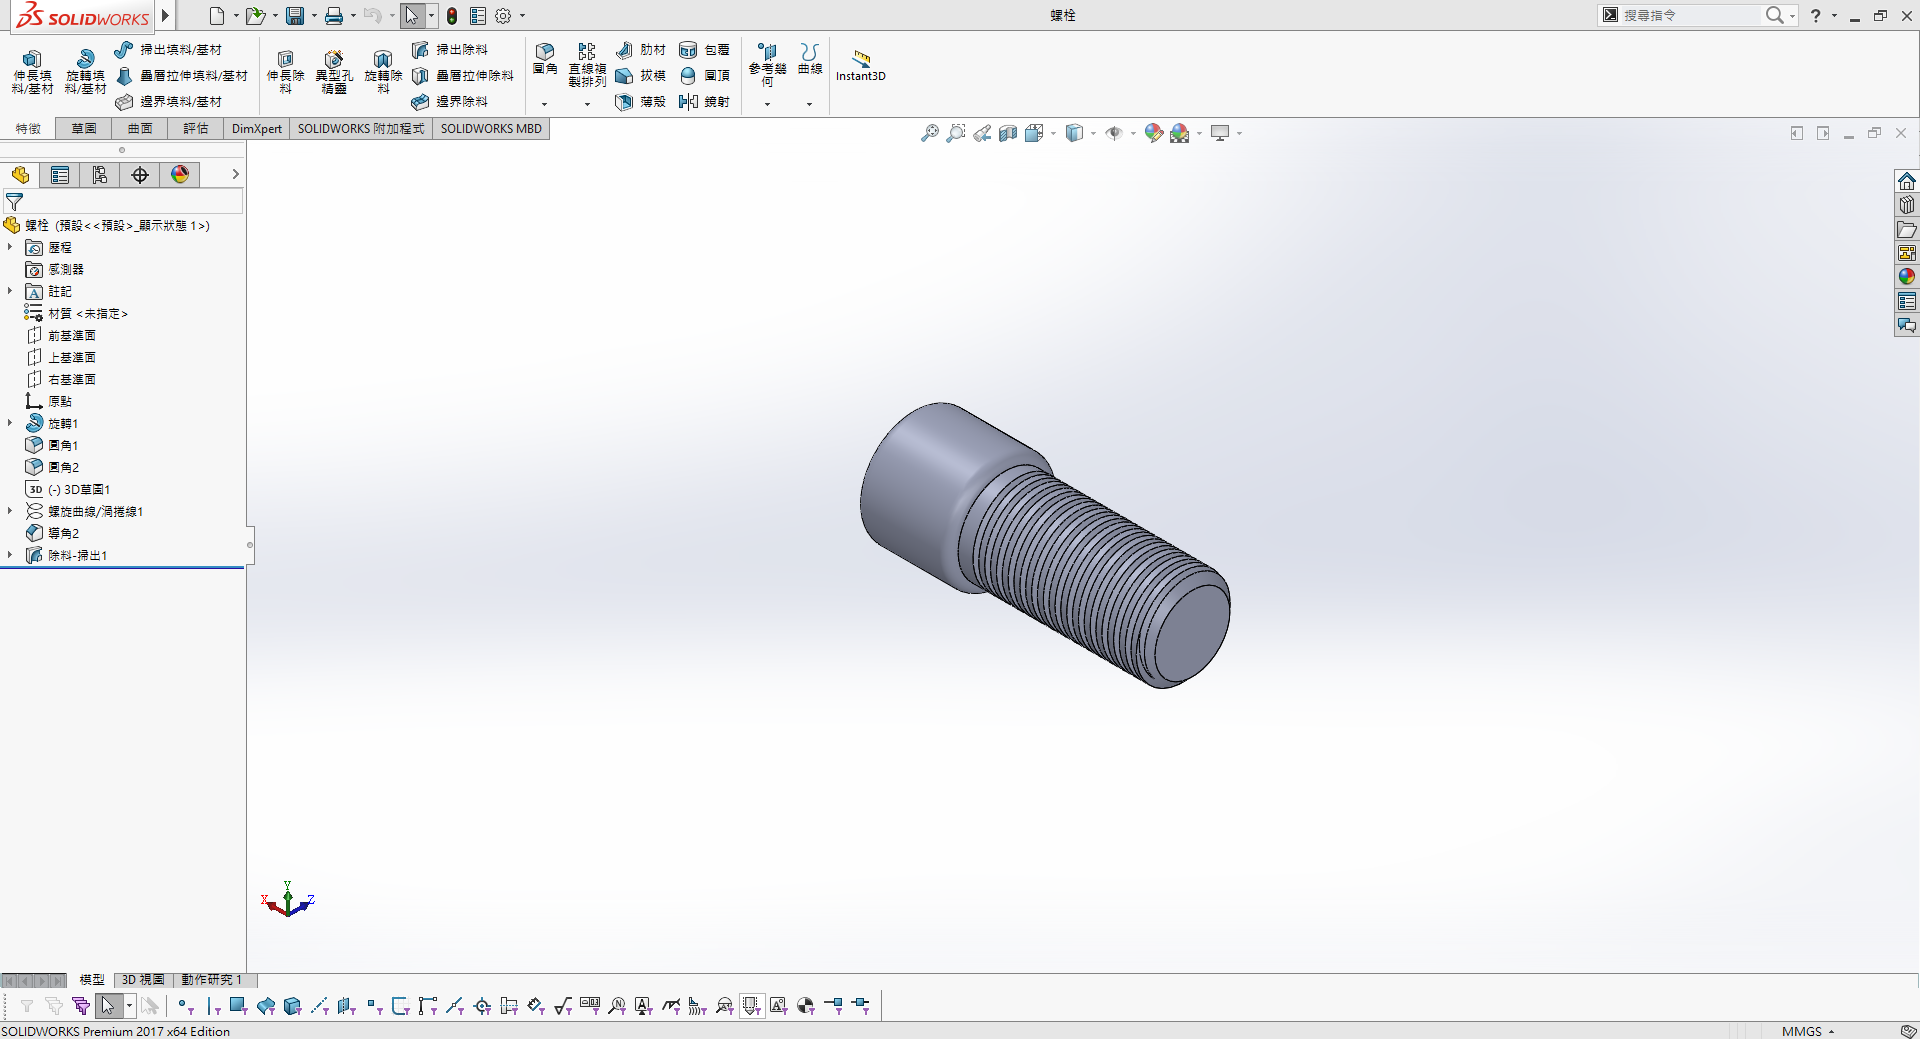 SOLIDWORKS
螺栓
搜尋指令
伸長填料/基材
旋轉填料/基材
掃出填料/基材
疊層拉伸填料/基材
邊界填料/基材
伸長除料
異型孔精靈
旋轉除料
掃出除料
疊層拉伸除料
邊界除料
圓角
直線複製排列
肋材
拔模
薄殼
包覆
圓頂
鏡射
參考幾何
曲線
Instant3D
特徵 草圖 曲面 評估 DimXpert SOLIDWORKS 附加程式 SOLIDWORKS MBD
螺栓 (預設<<預設>_顯示狀態 1>)
歷程
感測器
註記
材質 <未指定>
前基準面
上基準面
右基準面
原點
旋轉1
圓角1
圓角2
(-) 3D草圖1
螺旋曲線/渦捲線1
導角2
除料-掃出1
Y
X Z
模型 3D 視圖 動作研究 1
SOLIDWORKS Premium 2017 x64 Edition
MMGS